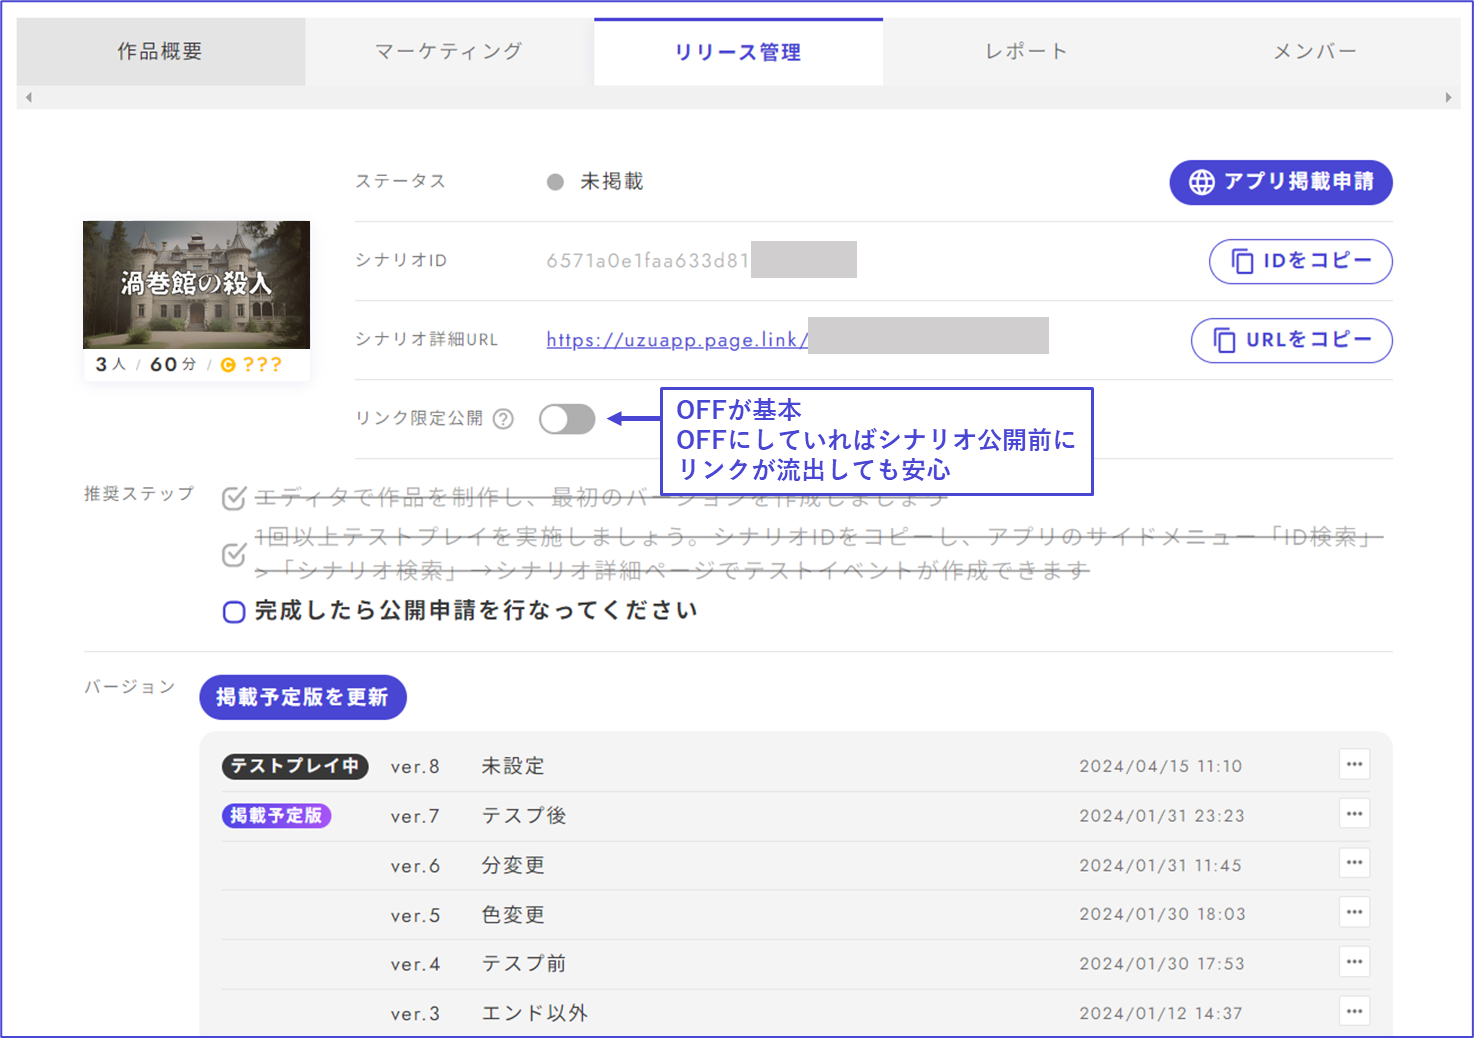 作品概要
マーケティング
リリース管理
レポート
メンバー
ステータス
未掲載
アプリ掲載申請
シナリオID
6571a0e1faa633d81
IDをコピー
渦巻館の殺人
3人 / 60分 / C ???
シナリオ詳細URL
https://uzuapp.page.link/
URLをコピー
リンク限定公開 ?
OFFが基本
OFFにしていればシナリオ公開前に
リンクが流出しても安心
推奨ステップ
エディタで作品を制作し、最初のバージョンを作成しましょう
1回以上テストプレイを実施しましょう。シナリオIDをコピーし、アプリのサイドメニュー「ID検索」
>「シナリオ検索」→シナリオ詳細ページでテストイベントが作成できます
完成したら公開申請を行なってください
バージョン
掲載予定版を更新
テストプレイ中 ver.8 未設定 2024/04/15 11:10
掲載予定版 ver.7 テスプ後 2024/01/31 23:23
ver.6 分変更 2024/01/31 11:45
ver.5 色変更 2024/01/30 18:03
ver.4 テスプ前 2024/01/30 17:53
ver.3 エンド以外 2024/01/12 14:37